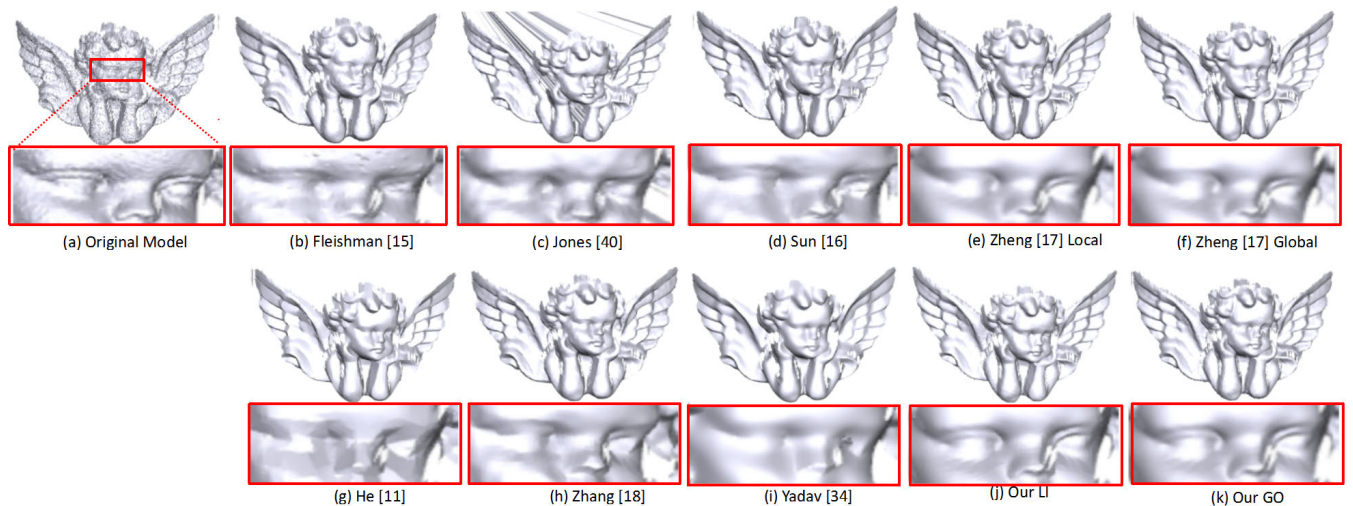 (a) Original Model
(b) Fleishman [15]
(c) Jones [40]
(d) Sun [16]
(e) Zheng [17] Local
(f) Zheng [17] Global
(g) He [11]
(h) Zhang [18]
(i) Yadav [34]
(j) Our LI
(k) Our GO